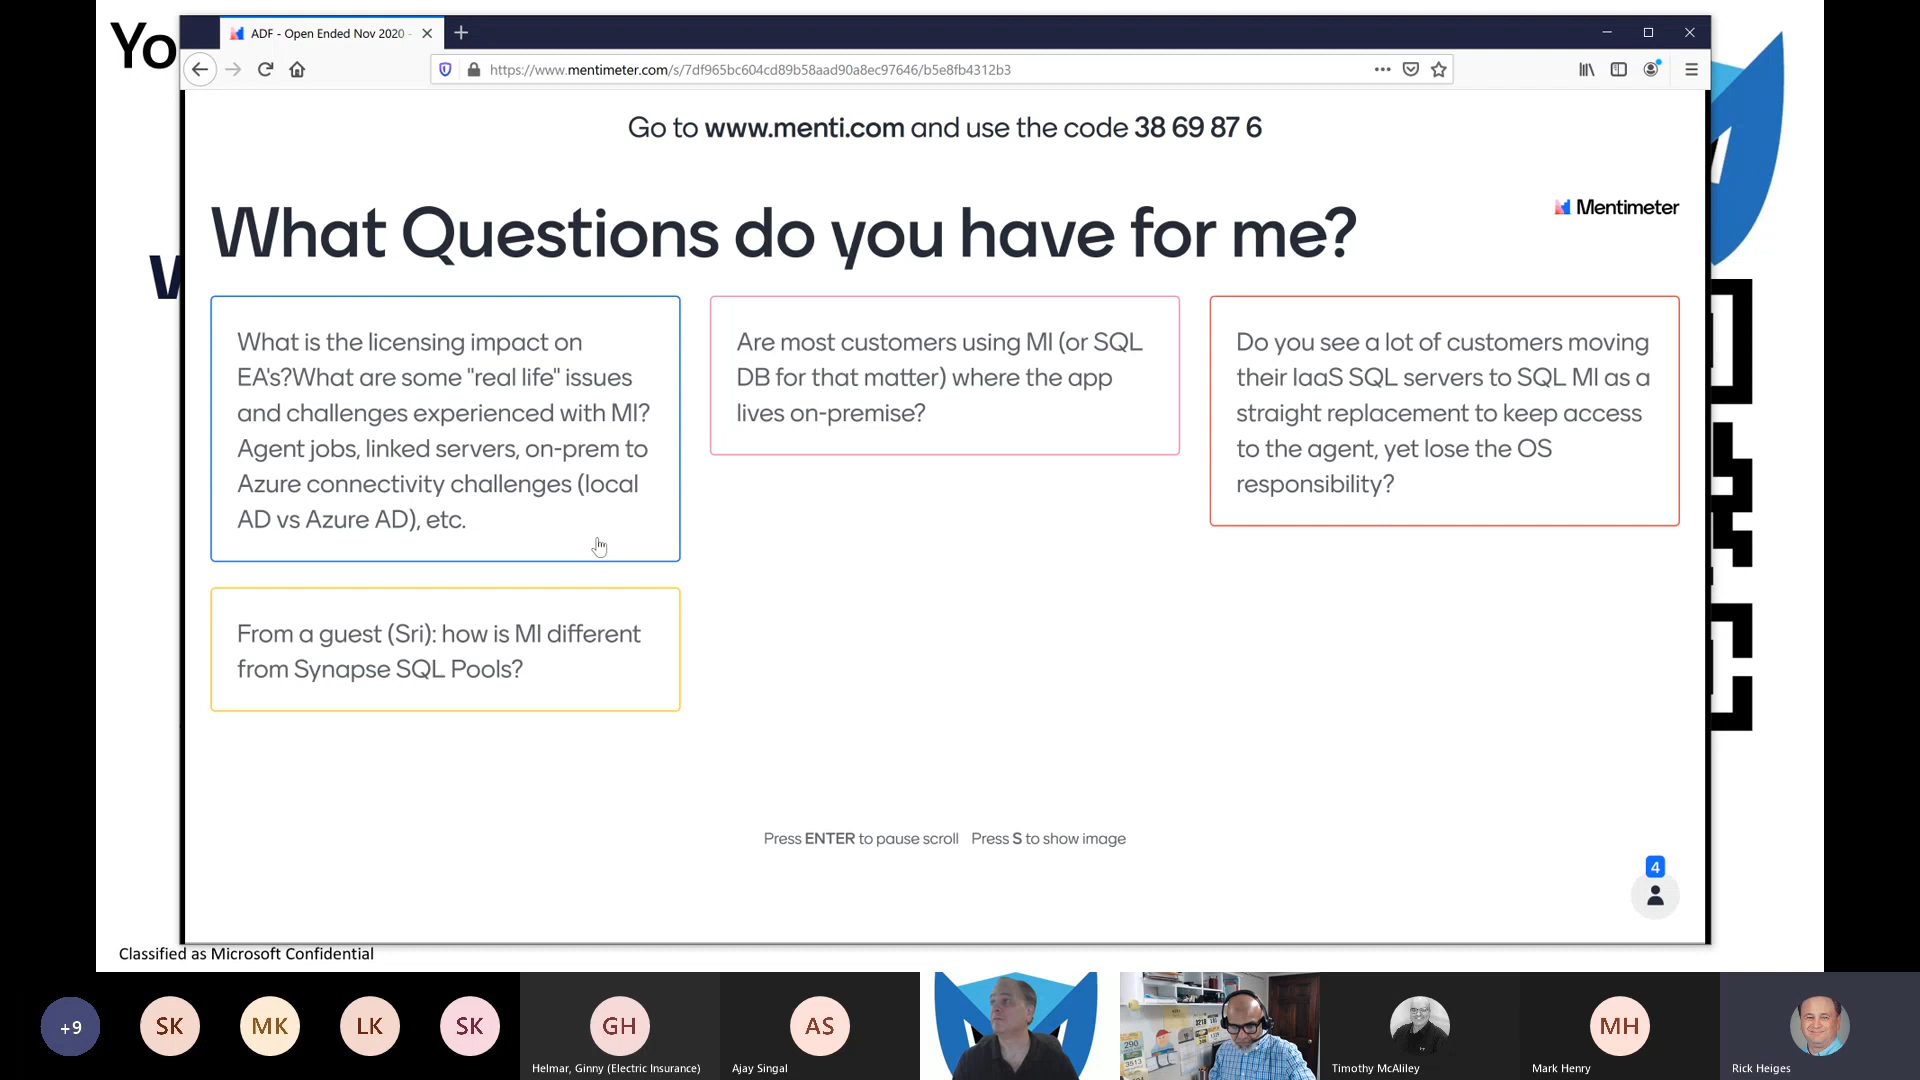 Yo
ADF - Open Ended Nov 2020 -
https://www.mentimeter.com/s/7df965bc604cd89b58aad90a8ec97646/b5e8fb4312b3
Go to www.menti.com and use the code 38 69 87 6
What Questions do you have for me?
Mentimeter
What is the licensing impact on
EA's?What are some "real life" issues
and challenges experienced with MI?
Agent jobs, linked servers, on-prem to
Azure connectivity challenges (local
AD vs Azure AD), etc.
Are most customers using MI (or SQL
DB for that matter) where the app
lives on-premise?
Do you see a lot of customers moving
their IaaS SQL servers to SQL MI as a
straight replacement to keep access
to the agent, yet lose the OS
responsibility?
From a guest (Sri): how is MI different
from Synapse SQL Pools?
Press ENTER to pause scroll Press S to show image
4
Classified as Microsoft Confidential
+9
SK
MK
LK
SK
GH
Helmar, Ginny (Electric Insurance)
AS
Ajay Singal
Timothy McAliley
MH
Mark Henry
Rick Heiges